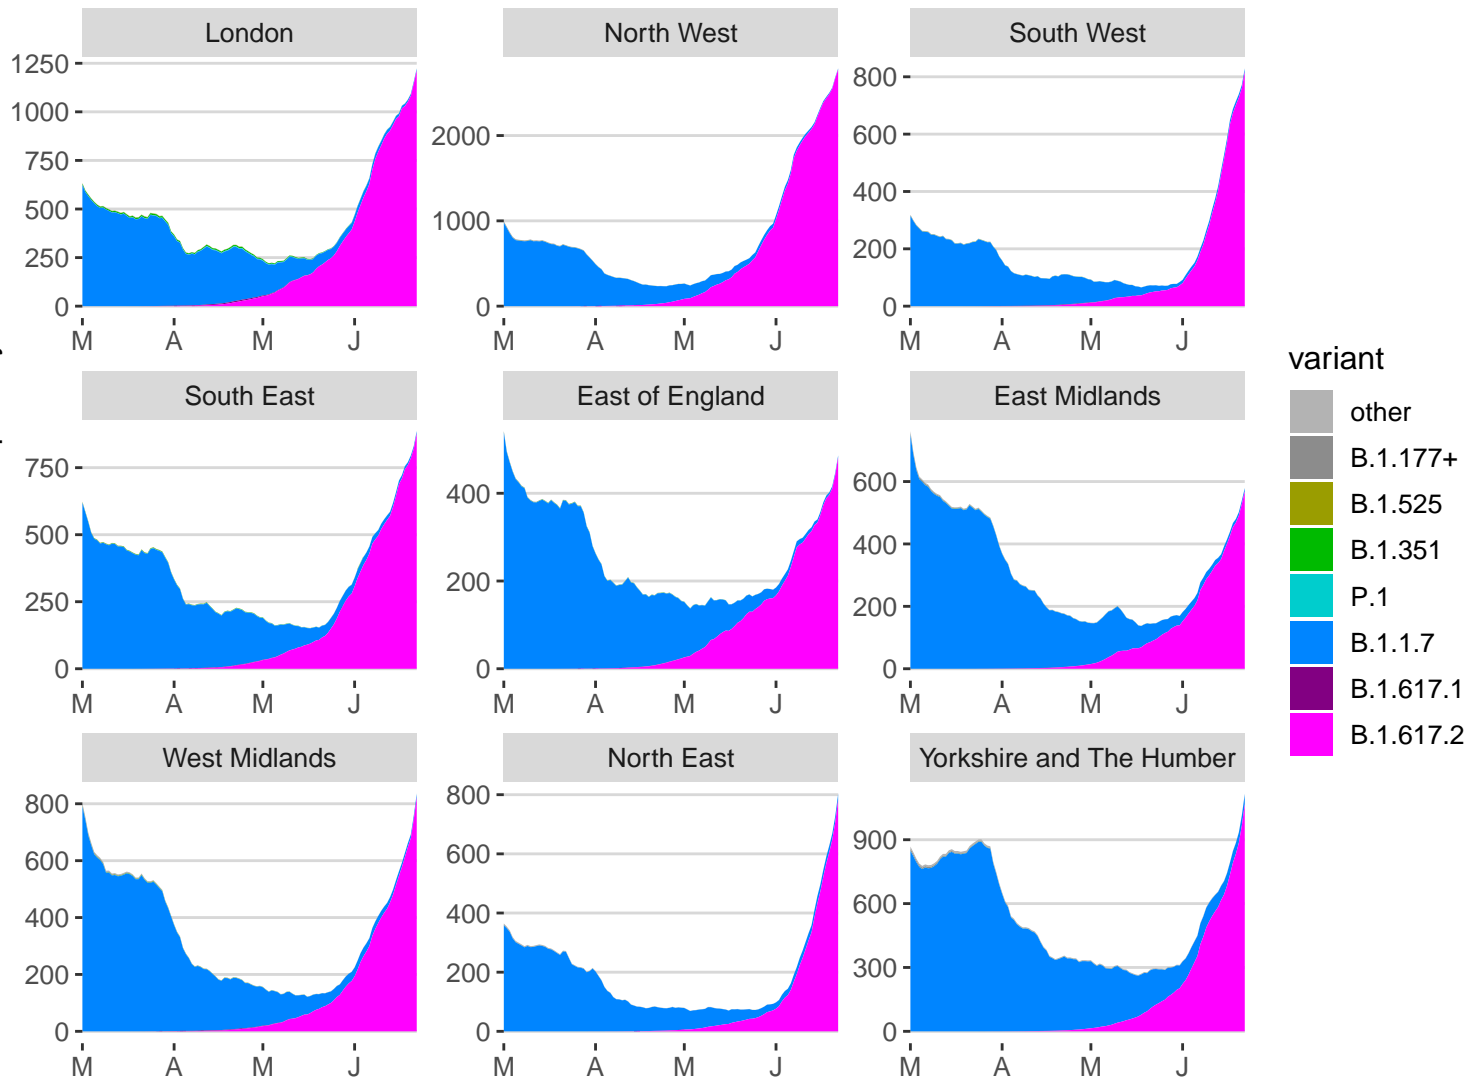 London
1250
1000
750
500
250
0
M A M J
North West
2000
1000
0
M A M J
South West
800
600
400
200
0
M A M J
South East
750
500
250
0
M A M J
East of England
400
200
0
M A M J
East Midlands
600
400
200
0
M A M J
West Midlands
800
600
400
200
0
M A M J
North East
800
600
400
200
0
M A M J
Yorkshire and The Humber
900
600
300
0
M A M J
variant
other
B.1.177+
B.1.525
B.1.351
P.1
B.1.1.7
B.1.617.1
B.1.617.2